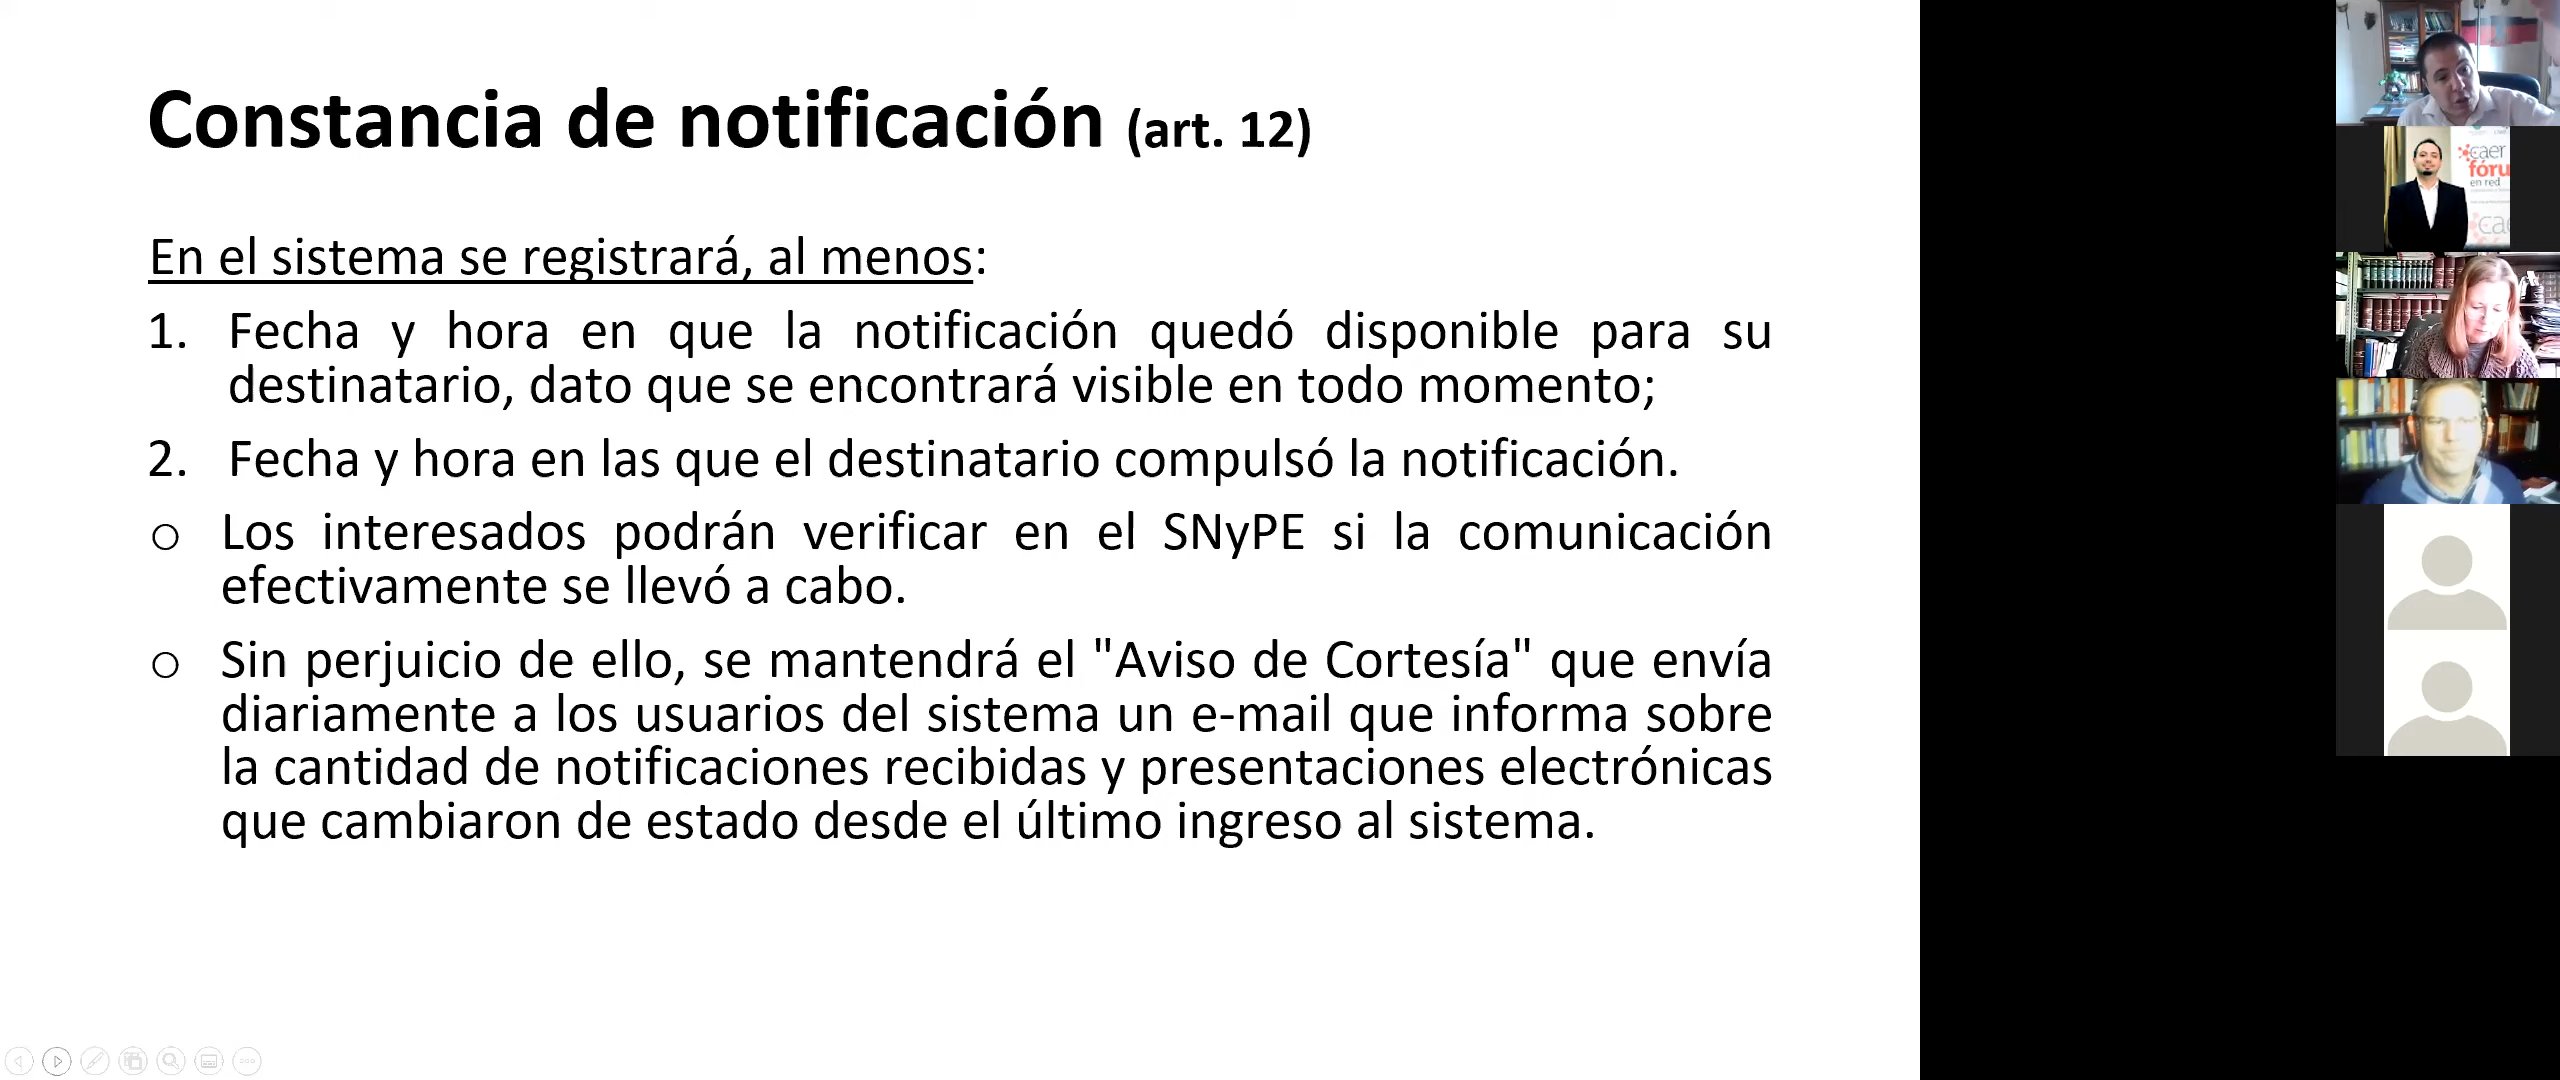 Constancia de notificación (art. 12)
En el sistema se registrará, al menos:
1. Fecha y hora en que la notificación quedó disponible para su
destinatario, dato que se encontrará visible en todo momento;
2. Fecha y hora en las que el destinatario compulsó la notificación.
o Los interesados podrán verificar en el SNyPE si la comunicación
efectivamente se llevó a cabo.
o Sin perjuicio de ello, se mantendrá el "Aviso de Cortesía" que envía
diariamente a los usuarios del sistema un e-mail que informa sobre
la cantidad de notificaciones recibidas y presentaciones electrónicas
que cambiaron de estado desde el último ingreso al sistema.
caer
fóru
en red
cae